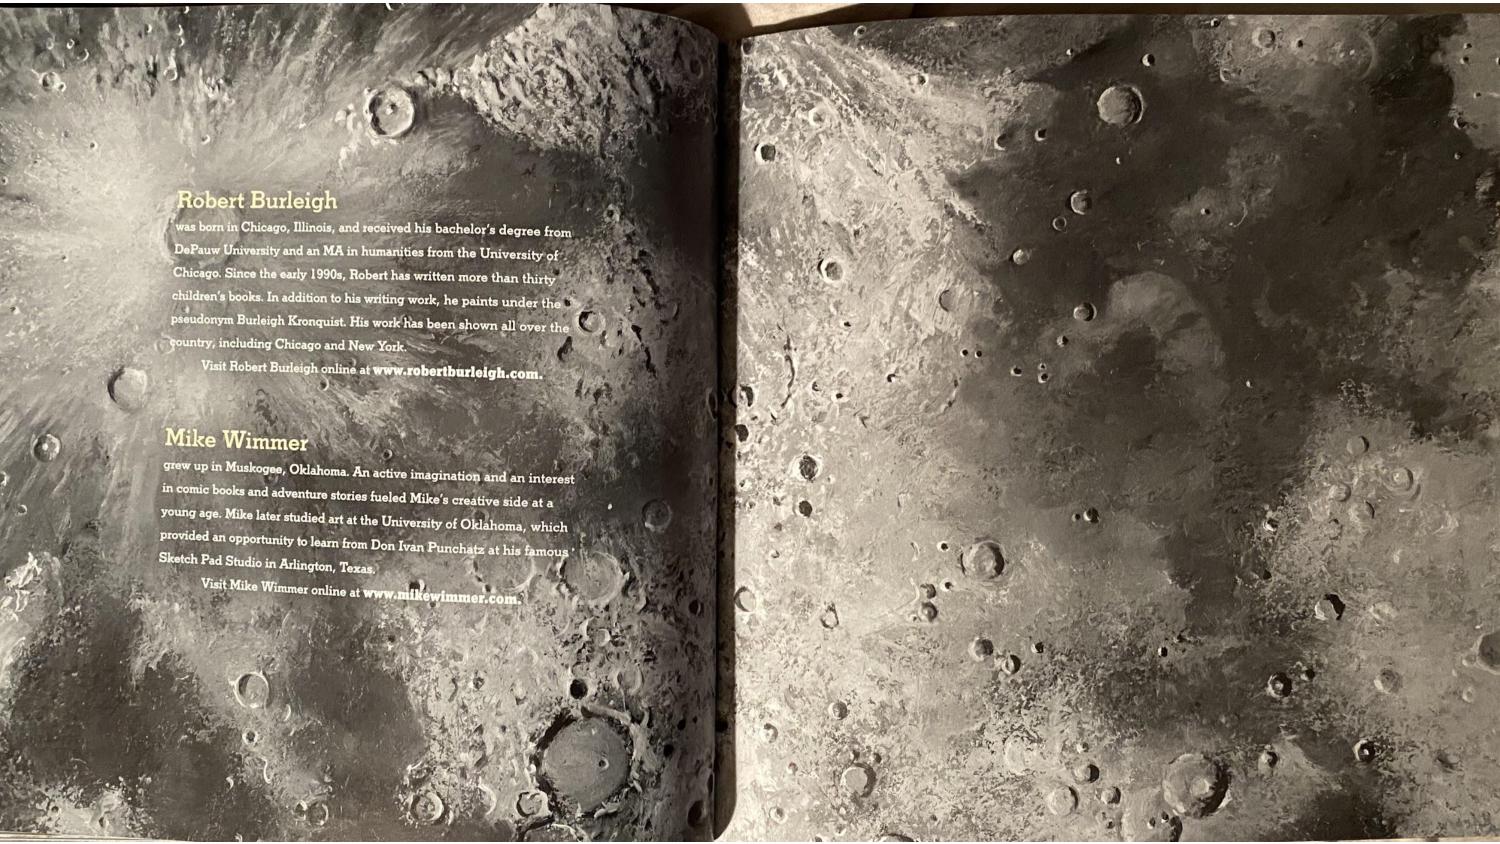 Robert Burleigh
was born in Chicago, Illinois, and received his bachelor's degree from
DePauw University and an MA in humanities from the University of
Chicago. Since the early 1990s, Robert has written more than thirty
children's books. In addition to his writing work, he paints under the
pseudonym Burleigh Kronquist. His work has been shown all over the
country, including Chicago and New York.
Visit Robert Burleigh online at www.robertburleigh.com.
Mike Wimmer
grew up in Muskogee, Oklahoma. An active imagination and an interest
in comic books and adventure stories fueled Mike's creative side at a
young age. Mike later studied art at the University of Oklahoma, which
provided an opportunity to learn from Don Ivan Punchatz at his famous
Sketch Pad Studio in Arlington, Texas.
Visit Mike Wimmer online at www.mikewimmer.com.